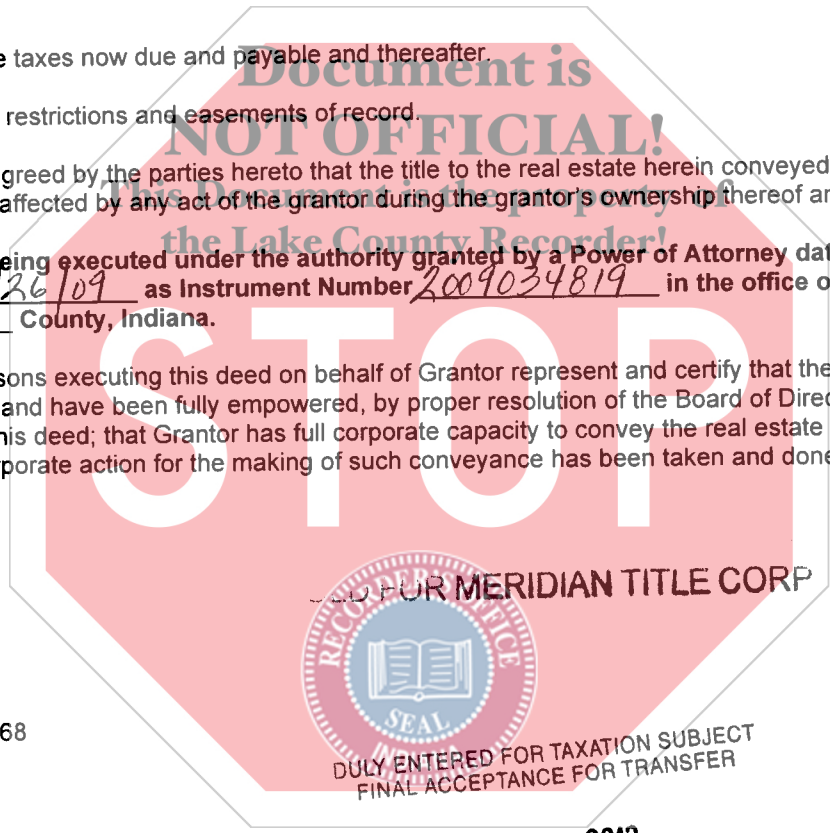 e taxes now due and payable and thereafter.
Document is
restrictions and easements of record.
NOT OFFICIAL!
greed by the parties hereto that the title to the real estate herein conveyed
This Document is the property of
affected by any act of the grantor during the grantor's ownership thereof
the Lake County Recorder!
eing executed under the authority granted by a Power of Attorney dat
26/09 as Instrument Number 2009034819 in the office o
County, Indiana.
STOP
sons executing this deed on behalf of Grantor represent and certify that the
and have been fully empowered, by proper resolution of the Board of Direc
his deed; that Grantor has full corporate capacity to convey the real estate
porate action for the making of such conveyance has been taken and done
FOR MERIDIAN TITLE CORP
RECORDER'S OFFICE
SEAL
INDIANA
68
DULY ENTERED FOR TAXATION SUBJECT
FINAL ACCEPTANCE FOR TRANSFER